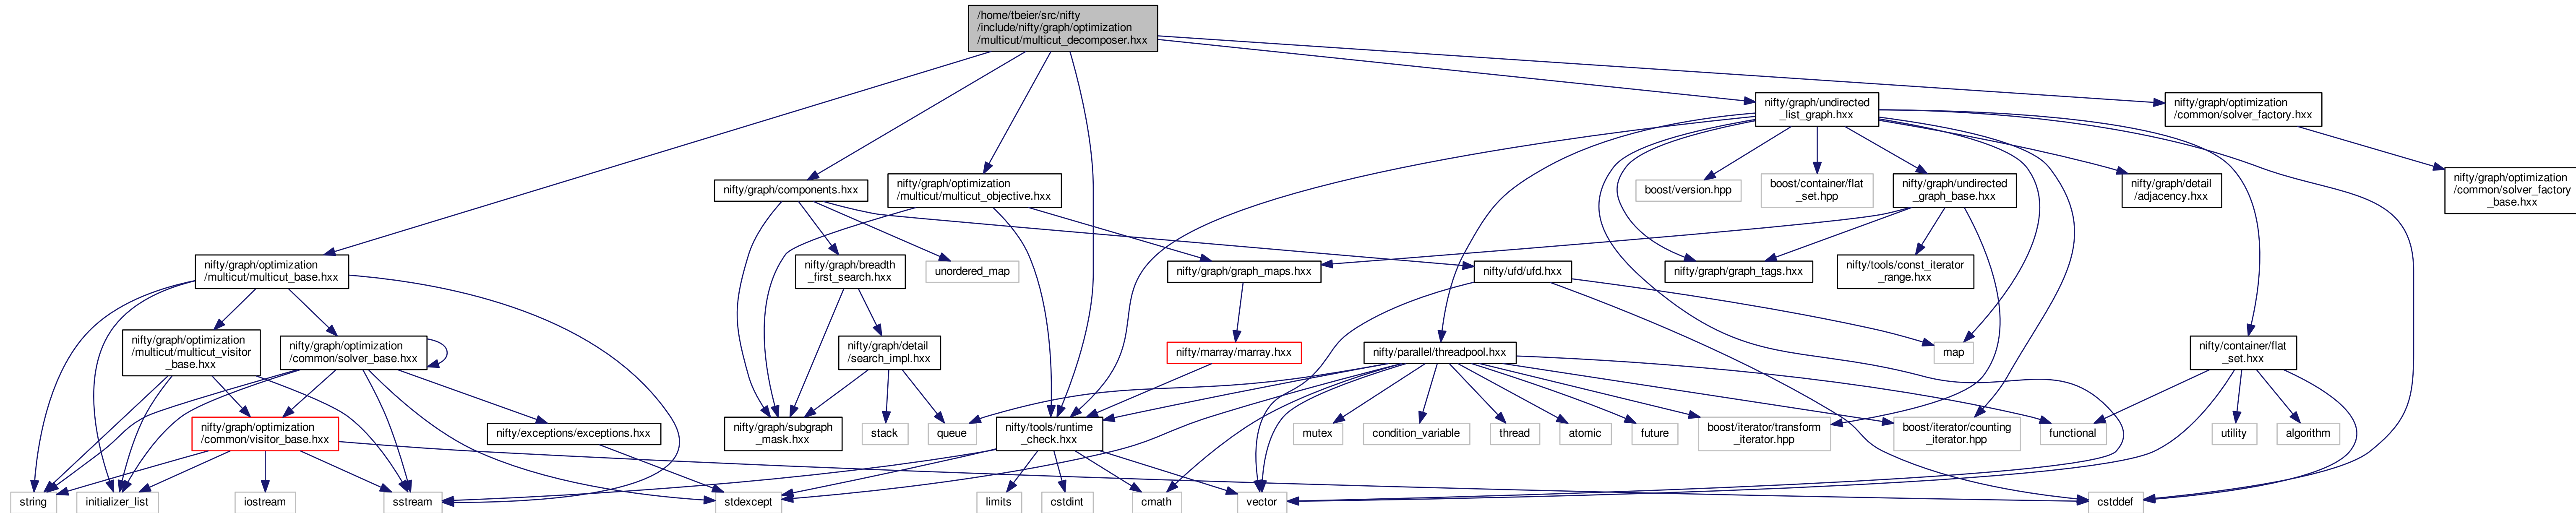 /home/tbeier/src/nifty
/include/nifty/graph/optimization
/multicut/multicut_decomposer.hxx
nifty/graph/undirected
_list_graph.hxx
nifty/graph/optimization
/common/solver_factory.hxx
nifty/graph/components.hxx
nifty/graph/optimization
/multicut/multicut_objective.hxx
boost/version.hpp
boost/container/flat
_set.hpp
nifty/graph/undirected
_graph_base.hxx
nifty/graph/detail
/adjacency.hxx
nifty/graph/optimization
/common/solver_factory
_base.hxx
nifty/graph/optimization
/multicut/multicut_base.hxx
nifty/graph/breadth
_first_search.hxx
unordered_map
nifty/graph/graph_maps.hxx
nifty/ufd/ufd.hxx
nifty/graph/graph_tags.hxx
nifty/tools/const_iterator
_range.hxx
nifty/graph/optimization
/multicut/multicut_visitor
_base.hxx
nifty/graph/optimization
/common/solver_base.hxx
nifty/graph/detail
/search_impl.hxx
nifty/marray/marray.hxx
nifty/parallel/threadpool.hxx
map
nifty/container/flat
_set.hxx
nifty/graph/optimization
/common/visitor_base.hxx
nifty/exceptions/exceptions.hxx
nifty/graph/subgraph
_mask.hxx
stack
queue
nifty/tools/runtime
_check.hxx
mutex
condition_variable
thread
atomic
future
boost/iterator/transform
_iterator.hpp
boost/iterator/counting
_iterator.hpp
functional
utility
algorithm
string
initializer_list
iostream
sstream
stdexcept
limits
cstdint
cmath
vector
cstddef